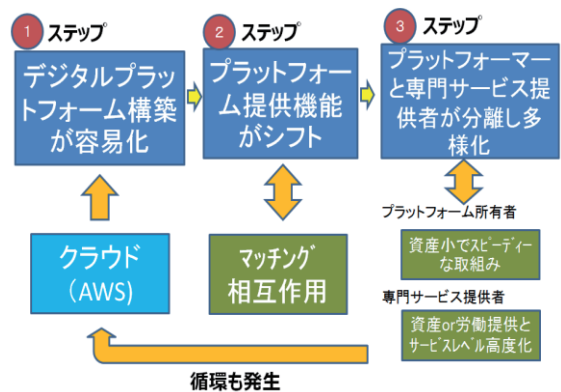 1 ステップ
デジタルプラッ
トフォーム構築
が容易化
クラウド
(AWS)
2 ステップ
プラットフォー
ム提供機能
がシフト
マッチング
相互作用
3 ステップ
プラットフォーマー
と専門サービス提
供者が分離し多
様化
プラットフォーム所有者
資産小でスピーディー
な取組み
専門サービス提供者
資産or労働提供と
サービスレベル高度化
循環も発生